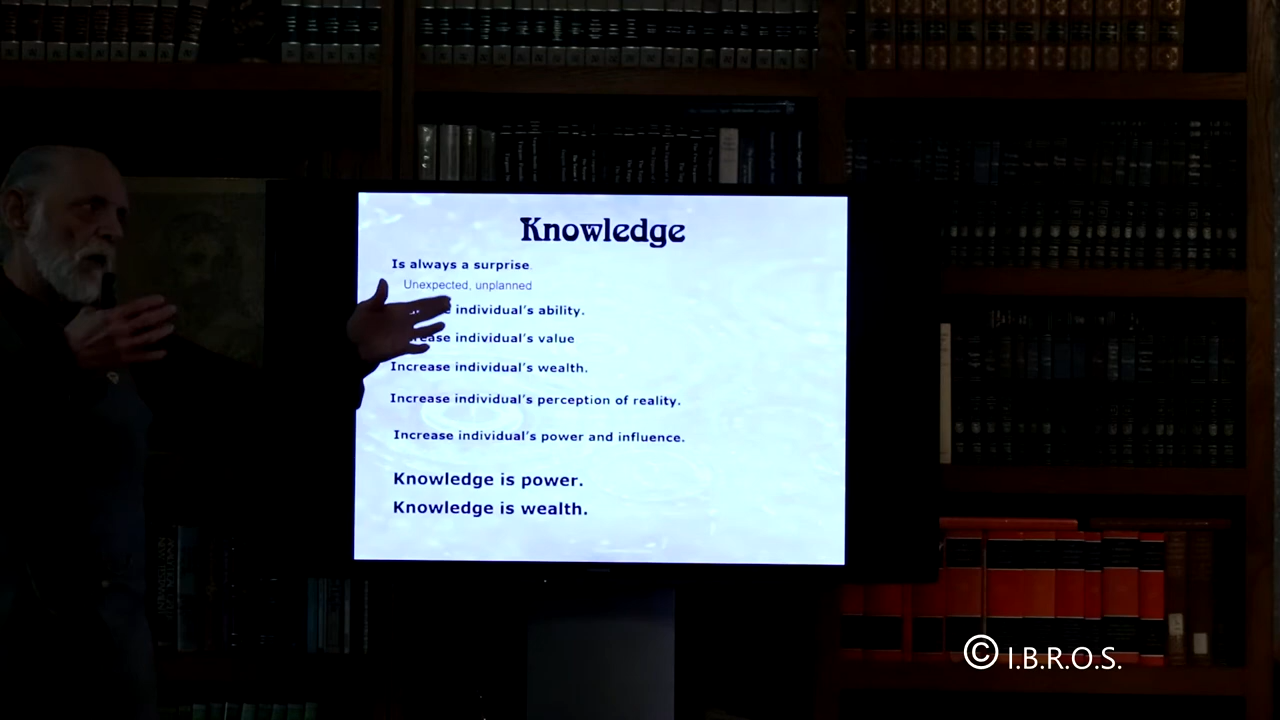 Knowledge
Is always a surprise
Unexpected, unplanned
individual's ability.
individual's value
Increase individual's wealth.
Increase individual's perception of reality.
Increase individual's power and influence.
Knowledge is power.
Knowledge is wealth.
© I.B.R.O.S.